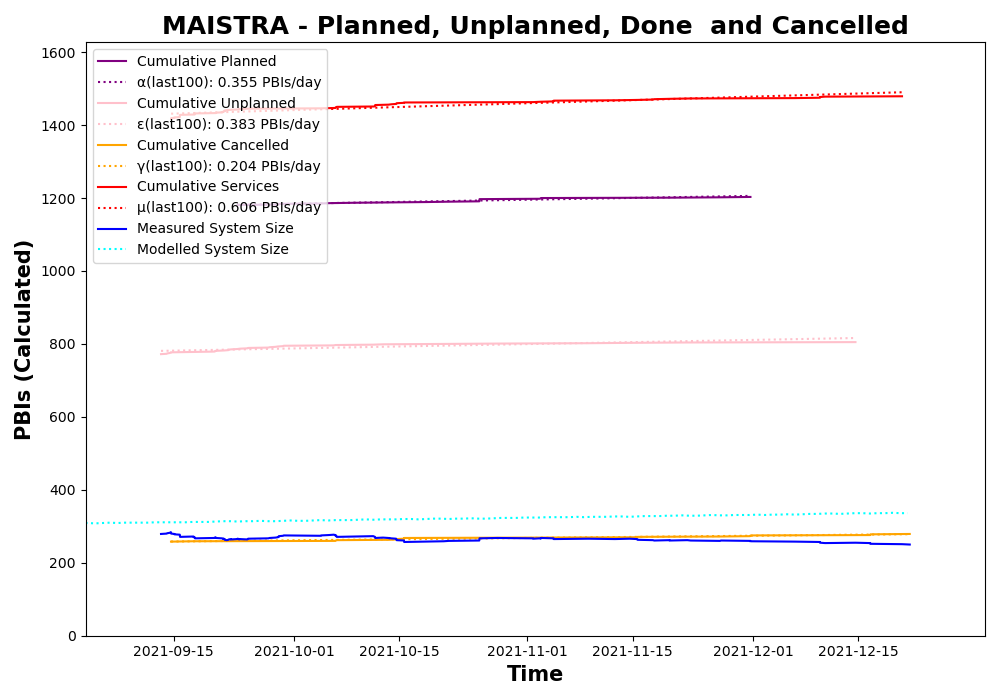 MAISTRA - Planned, Unplanned, Done  and Cancelled
PBIs (Calculated)
1600
1400
1200
1000
800
600
400
200
0
Cumulative Planned
α(last100): 0.355 PBIs/day
Cumulative Unplanned
ε(last100): 0.383 PBIs/day
Cumulative Cancelled
γ(last100): 0.204 PBIs/day
Cumulative Services
μ(last100): 0.606 PBIs/day
Measured System Size
Modelled System Size
2021-09-15 2021-10-01 2021-10-15 2021-11-01 2021-11-15 2021-12-01 2021-12-15
Time